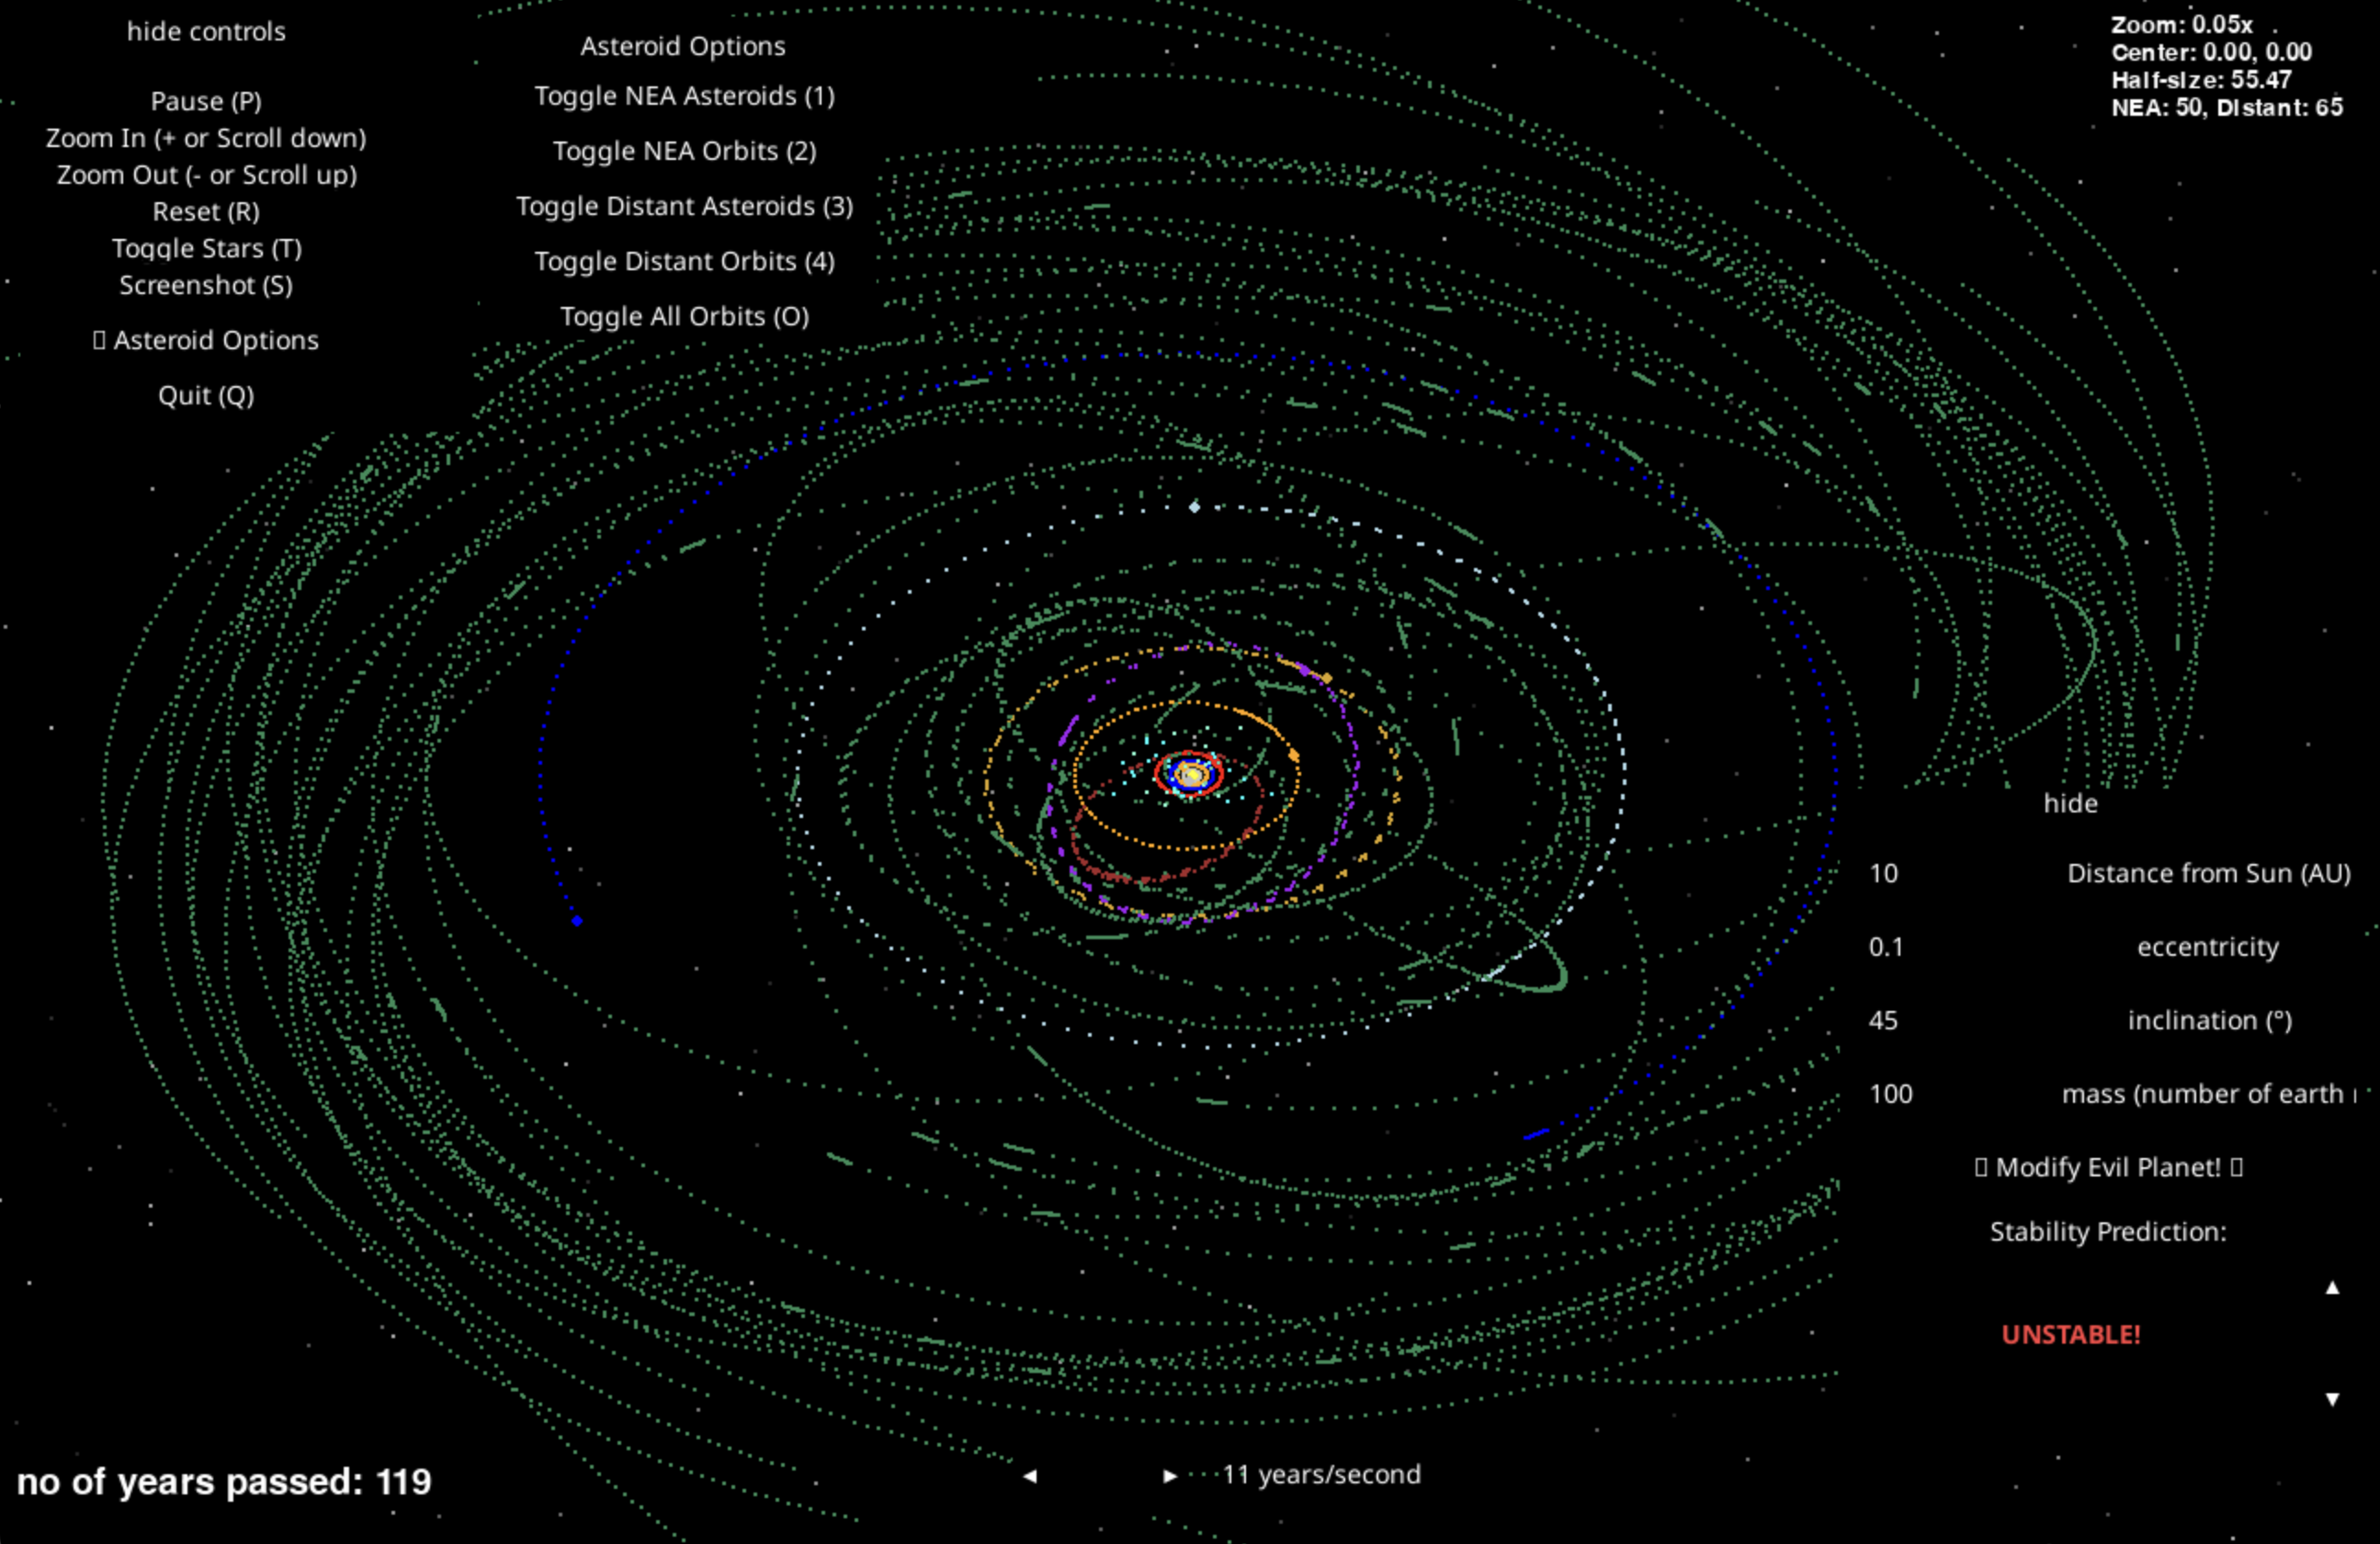 hide controls
Pause (P)
Zoom In (+ or Scroll down)
Zoom Out (- or Scroll up)
Reset (R)
Toggle Stars (T)
Screenshot (S)
Asteroid Options
Quit (Q)
Asteroid Options
Toggle NEA Asteroids (1)
Toggle NEA Orbits (2)
Toggle Distant Asteroids (3)
Toggle Distant Orbits (4)
Toggle All Orbits (O)
Zoom: 0.05x
Center: 0.00, 0.00
Half-size: 55.47
NEA: 50, Distant: 65
hide
10 Distance from Sun (AU)
0.1 eccentricity
45 inclination (°)
100 mass (number of earth
Modify Evil Planet!
Stability Prediction:
▲
UNSTABLE!
▼
no of years passed: 119
◄ ► 11 years/second